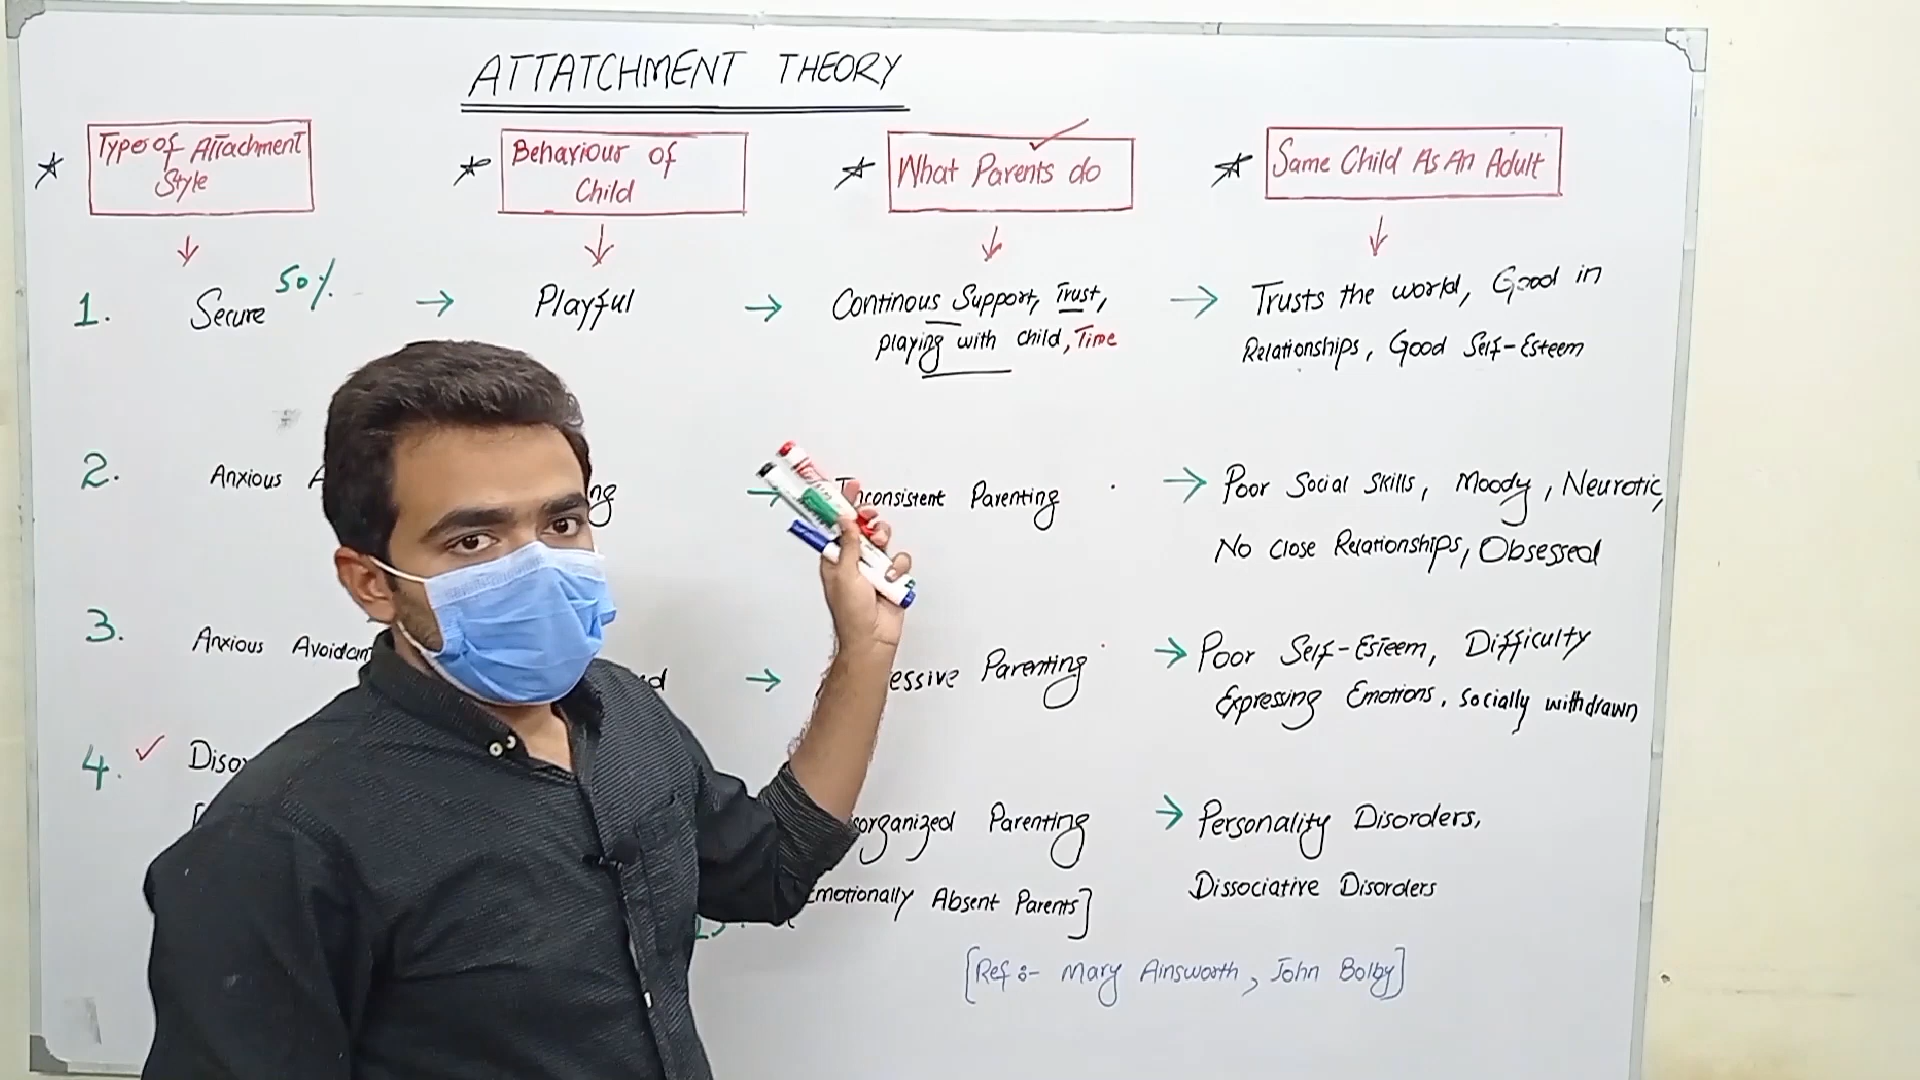 ATTATCHMENT THEORY
Types of Attachment
Style
Behaviour of
Child
What Parents do
Same Child As An Adult
1. Secure 50% → Playful → Continous Support, Trust, → Trusts the world, Good in
playing with child, Time
Relationships, Good Self-Esteem
2. Anxious → Inconsistent Parenting → Poor Social Skills, Moody, Neurotic,
No Close Relationships, Obsessed
3. Anxious Avoidant → Parenting → Poor Self-Esteem, Difficulty
Expressing Emotions, Socially withdrawn
4. Parenting → Personality Disorders,
Emotionally Absent Parents]
Dissociative Disorders
[Ref:- Mary Ainsworth, John Bolby]